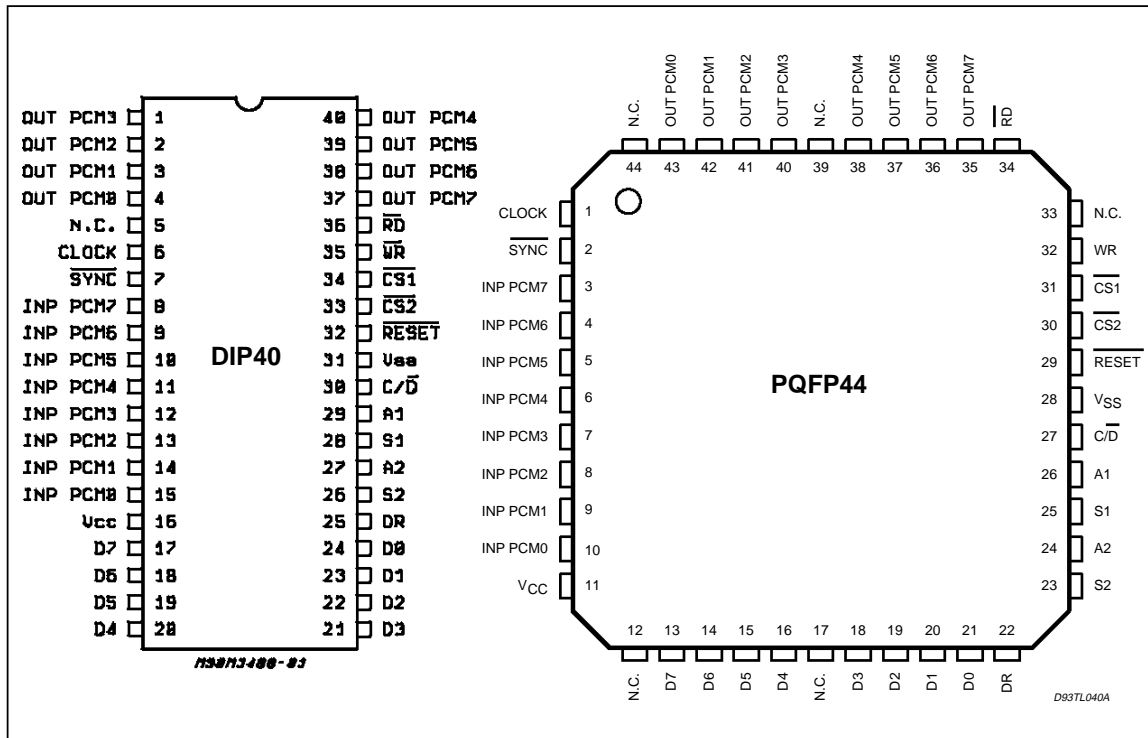 OUT PCM3 1
OUT PCM2 2
OUT PCM1 3
OUT PCM0 4
N.C. 5
CLOCK 6
SYNC 7
INP PCM7 8
INP PCM6 9
INP PCM5 10
INP PCM4 11
INP PCM3 12
INP PCM2 13
INP PCM1 14
INP PCM0 15
Vcc 16
D7 17
D6 18
D5 19
D4 20
DIP40
40 OUT PCM4
39 OUT PCM5
38 OUT PCM6
37 OUT PCM7
36 RD
35 WR
34 CS1
33 CS2
32 RESET
31 Vss
30 C/D
29 A1
28 S1
27 A2
26 S2
25 DR
24 D0
23 D1
22 D2
21 D3
M90M3488-03
N.C. 44
OUT PCM0 43
OUT PCM1 42
OUT PCM2 41
OUT PCM3 40
N.C. 39
OUT PCM4 38
OUT PCM5 37
OUT PCM6 36
OUT PCM7 35
RD 34
CLOCK 1
SYNC 2
INP PCM7 3
INP PCM6 4
INP PCM5 5
INP PCM4 6
INP PCM3 7
INP PCM2 8
INP PCM1 9
INP PCM0 10
VCC 11
PQFP44
33 N.C.
32 WR
31 CS1
30 CS2
29 RESET
28 VSS
27 C/D
26 A1
25 S1
24 A2
23 S2
12 N.C.
13 D7
14 D6
15 D5
16 D4
17 N.C.
18 D3
19 D2
20 D1
21 D0
22 DR
D93TL040A